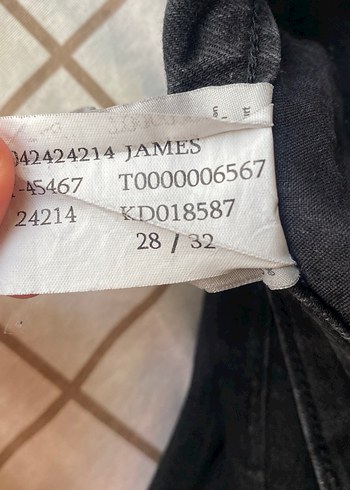 042424214 JAMES
-45467 T0000006567
24214 KD018587
28 / 32